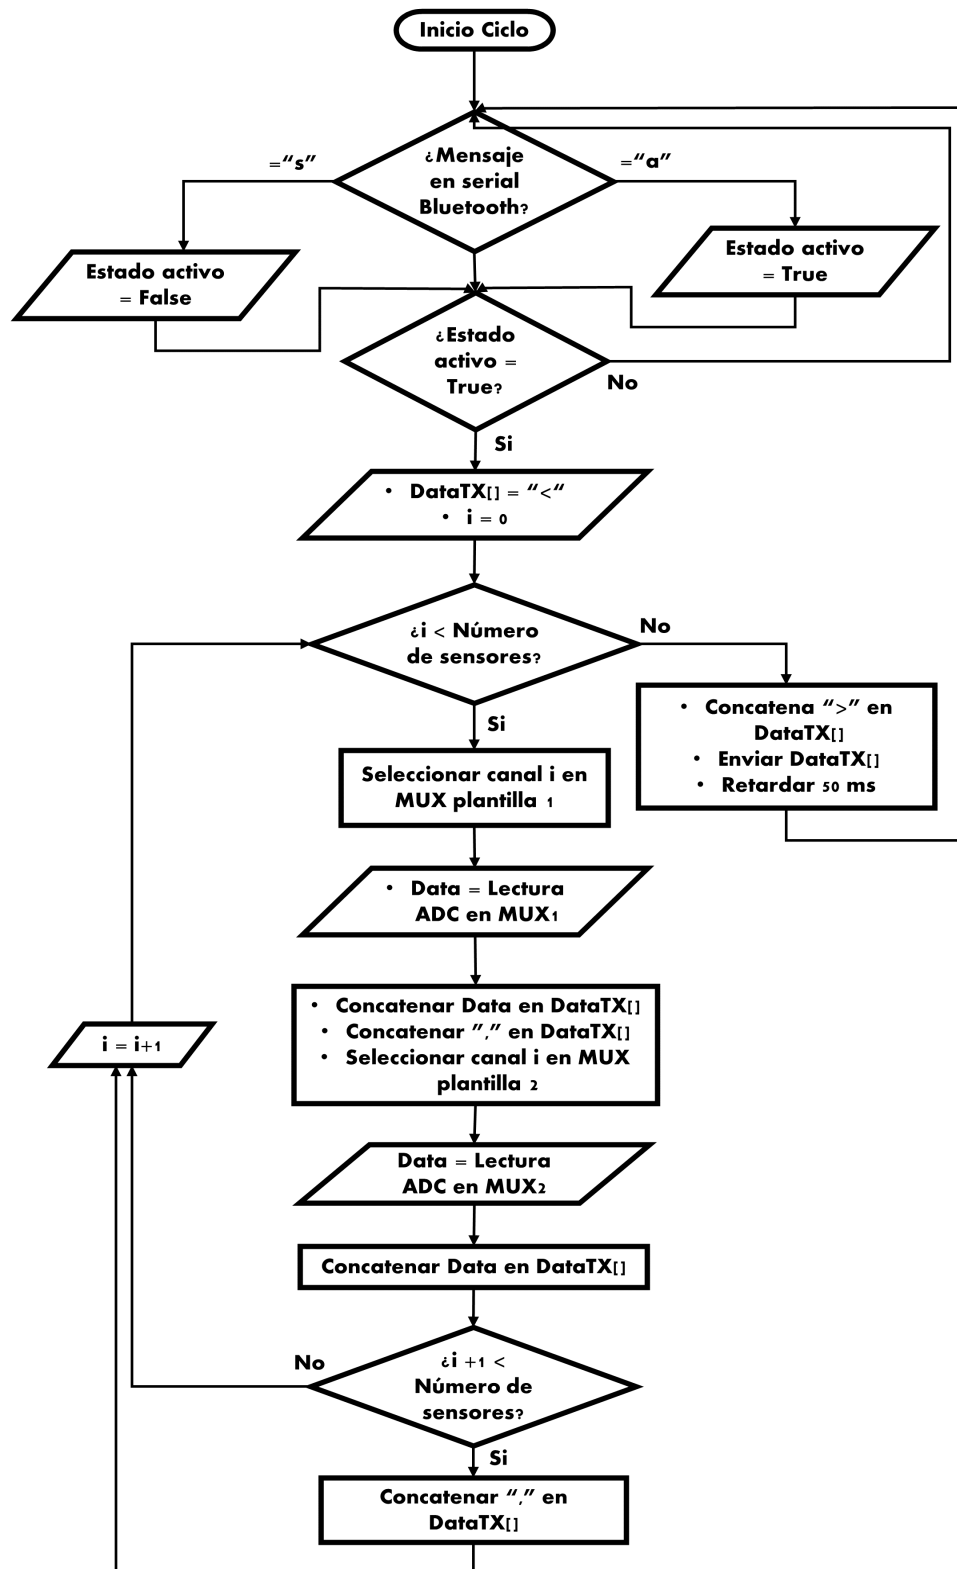 Inicio Ciclo
¿Mensaje
en serial
Bluetooth?
="s"
="a"
Estado activo
= False
Estado activo
= True
¿Estado
activo =
True?
No
Si
• DataTX[] = "<"
• i = 0
¿i < Número
de sensores?
No
Si
• Concatena ">" en
DataTX[]
• Enviar DataTX[]
• Retardar 50 ms
Seleccionar canal i en
MUX plantilla 1
• Data = Lectura
ADC en MUX1
• Concatenar Data en DataTX[]
• Concatenar "," en DataTX[]
• Seleccionar canal i en MUX
plantilla 2
i = i+1
Data = Lectura
ADC en MUX2
Concatenar Data en DataTX[]
¿i +1 <
Número de
sensores?
No
Si
Concatenar "," en
DataTX[]